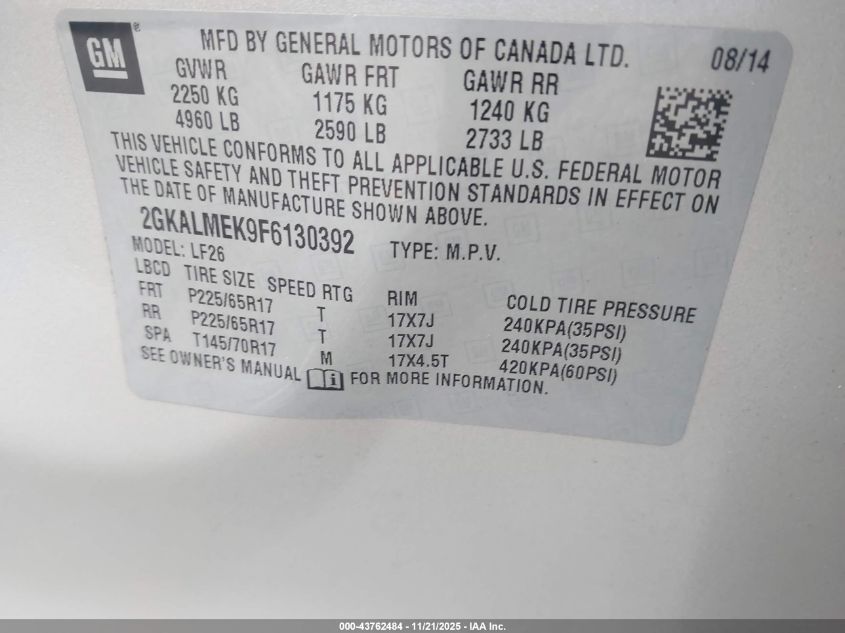 GM ®
MFD BY GENERAL MOTORS OF CANADA LTD. 08/14
GVWR GAWR FRT GAWR RR
2250 KG 1175 KG 1240 KG
4960 LB 2590 LB 2733 LB
THIS VEHICLE CONFORMS TO ALL APPLICABLE U.S. FEDERAL MOTOR
VEHICLE SAFETY AND THEFT PREVENTION STANDARDS IN EFFECT ON
THE DATE OF MANUFACTURE SHOWN ABOVE.
2GKALMEK9F6130392 TYPE: M.P.V.
MODEL: LF26
LBCD TIRE SIZE SPEED RTG RIM COLD TIRE PRESSURE
FRT P225/65R17 T 17X7J 240KPA(35PSI)
RR P225/65R17 T 17X7J 240KPA(35PSI)
SPA T145/70R17 M 17X4.5T 420KPA(60PSI)
SEE OWNER'S MANUAL FOR MORE INFORMATION.
000-43762484 - 11/21/2025 - IAA Inc.